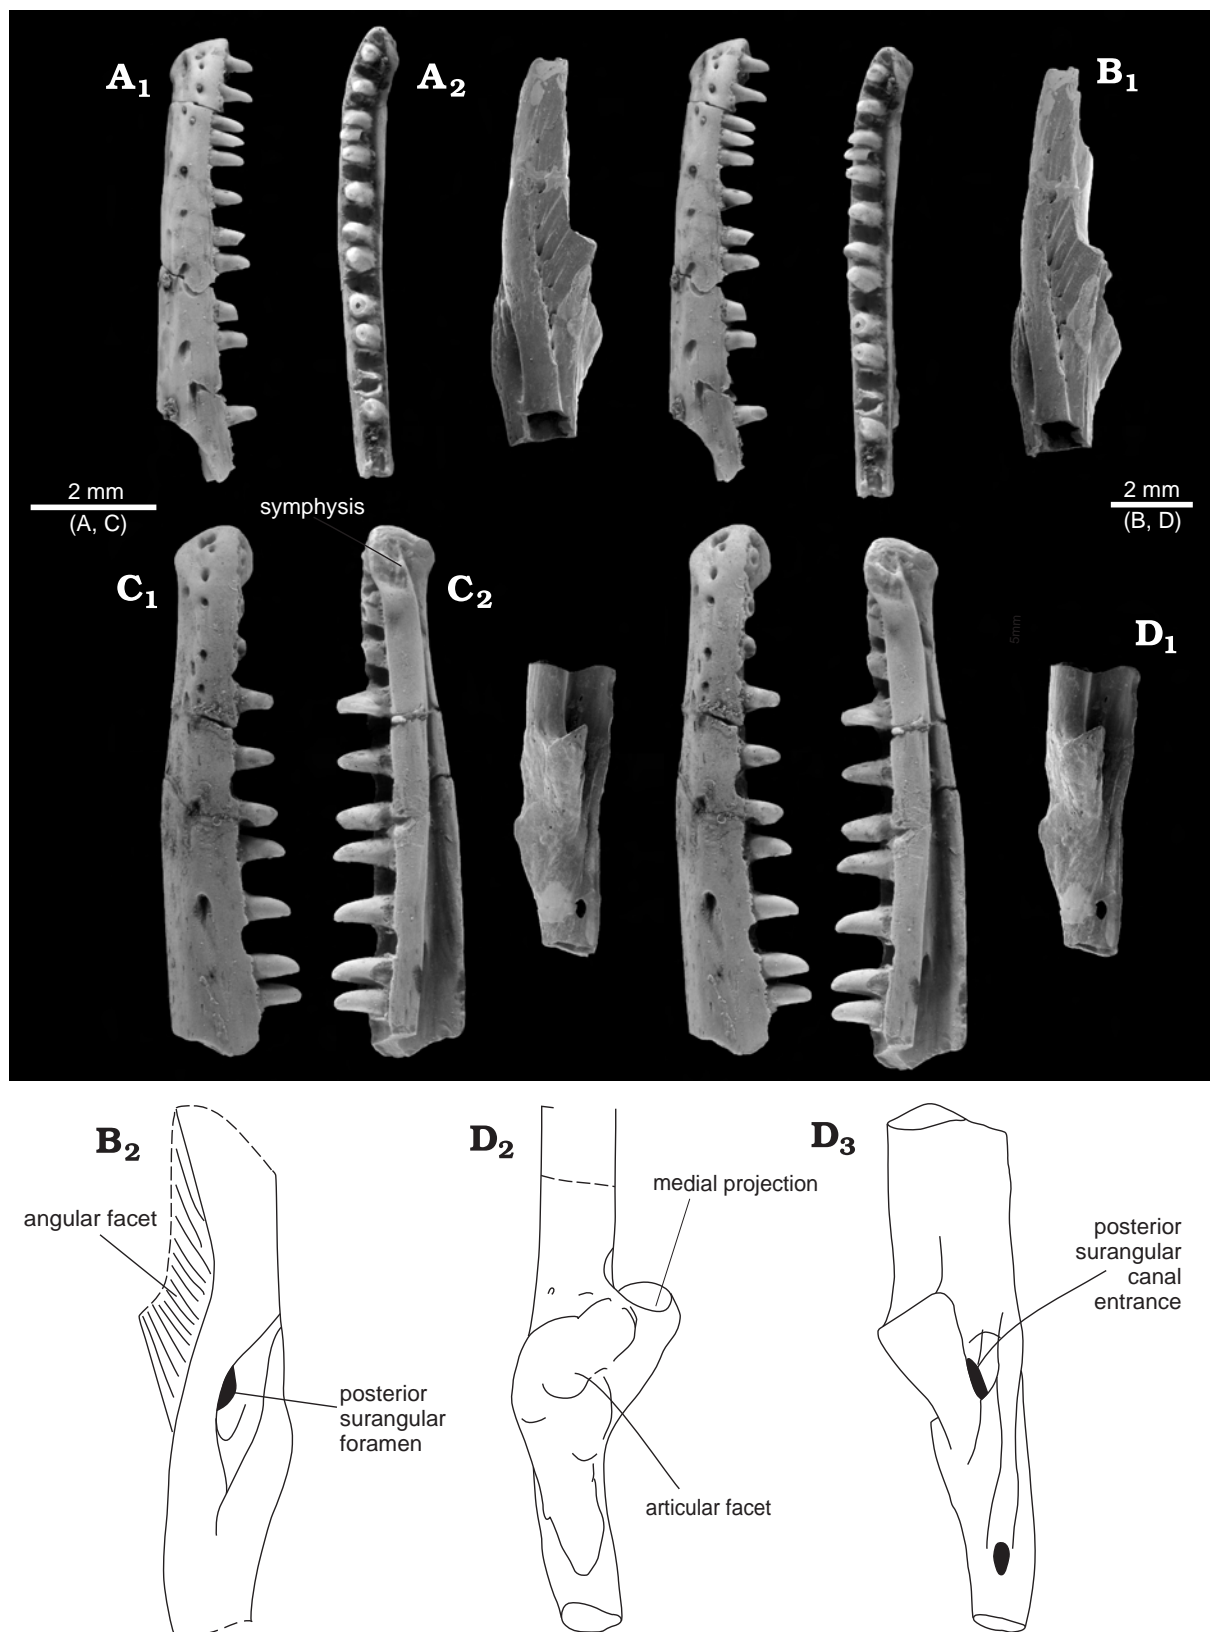 A1
A2
B1
2 mm
(A, C)
2 mm
(B, D)
symphysis
C1
C2
5mm
D1
B2
D2
D3
medial projection
angular facet
posterior
surangular
canal
entrance
posterior
surangular
foramen
articular facet